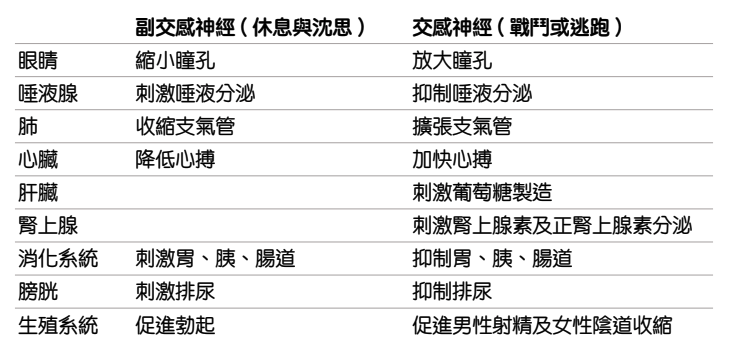 副交感神經（休息與沈思） 交感神經（戰鬥或逃跑）
眼睛 縮小瞳孔 放大瞳孔
唾液腺 刺激唾液分泌 抑制唾液分泌
肺 收縮支氣管 擴張支氣管
心臟 降低心搏 加快心搏
肝臟 刺激葡萄糖製造
腎上腺 刺激腎上腺素及正腎上腺素分泌
消化系統 刺激胃、胰、腸道 抑制胃、胰、腸道
膀胱 刺激排尿 抑制排尿
生殖系統 促進勃起 促進男性射精及女性陰道收縮